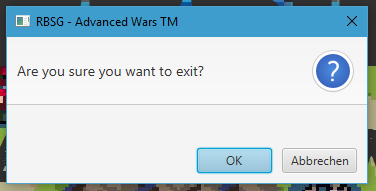 RBSG - Advanced Wars TM
Are you sure you want to exit?
OK Abbrechen